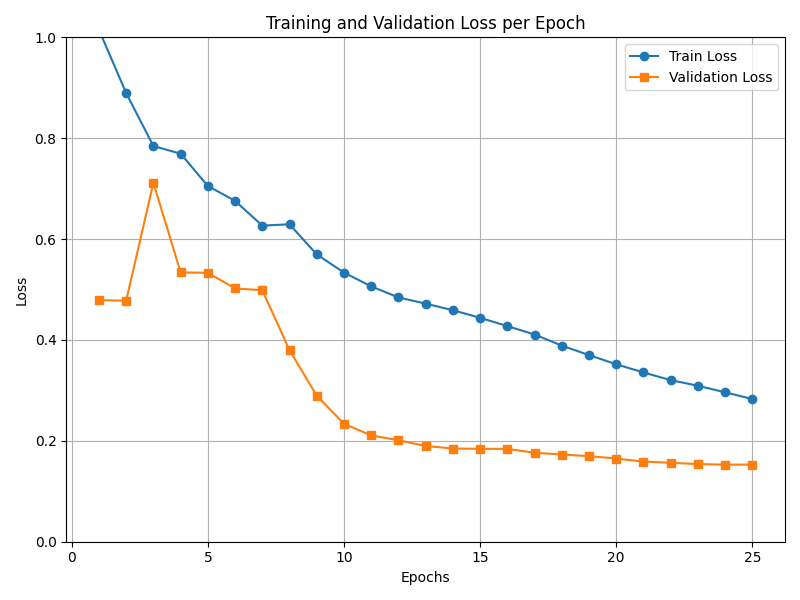 Training and Validation Loss per Epoch
Train Loss
Validation Loss
1.0
0.8
0.6
0.4
0.2
0.0
Loss
0 5 10 15 20 25
Epochs